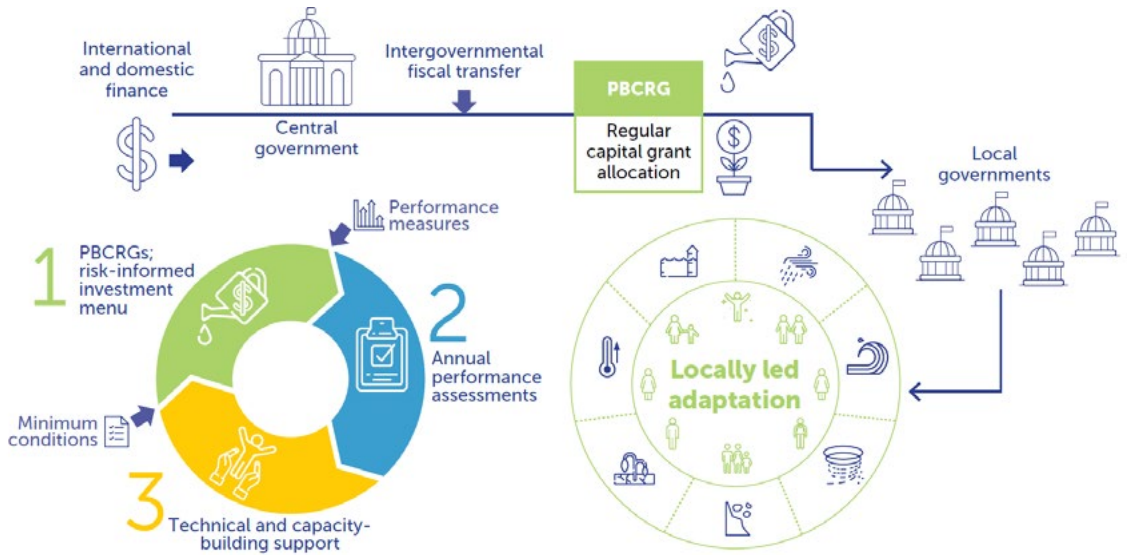 International
and domestic
finance
$
Central
government
Intergovernmental
fiscal transfer
PBCRG
Regular
capital grant
allocation
$
$
Local
governments
1
PBCRGs;
risk-informed
investment
menu
$
Performance
measures
2
Annual
performance
assessments
Minimum
conditions
3
Technical and capacity-
building support
Locally led
adaptation